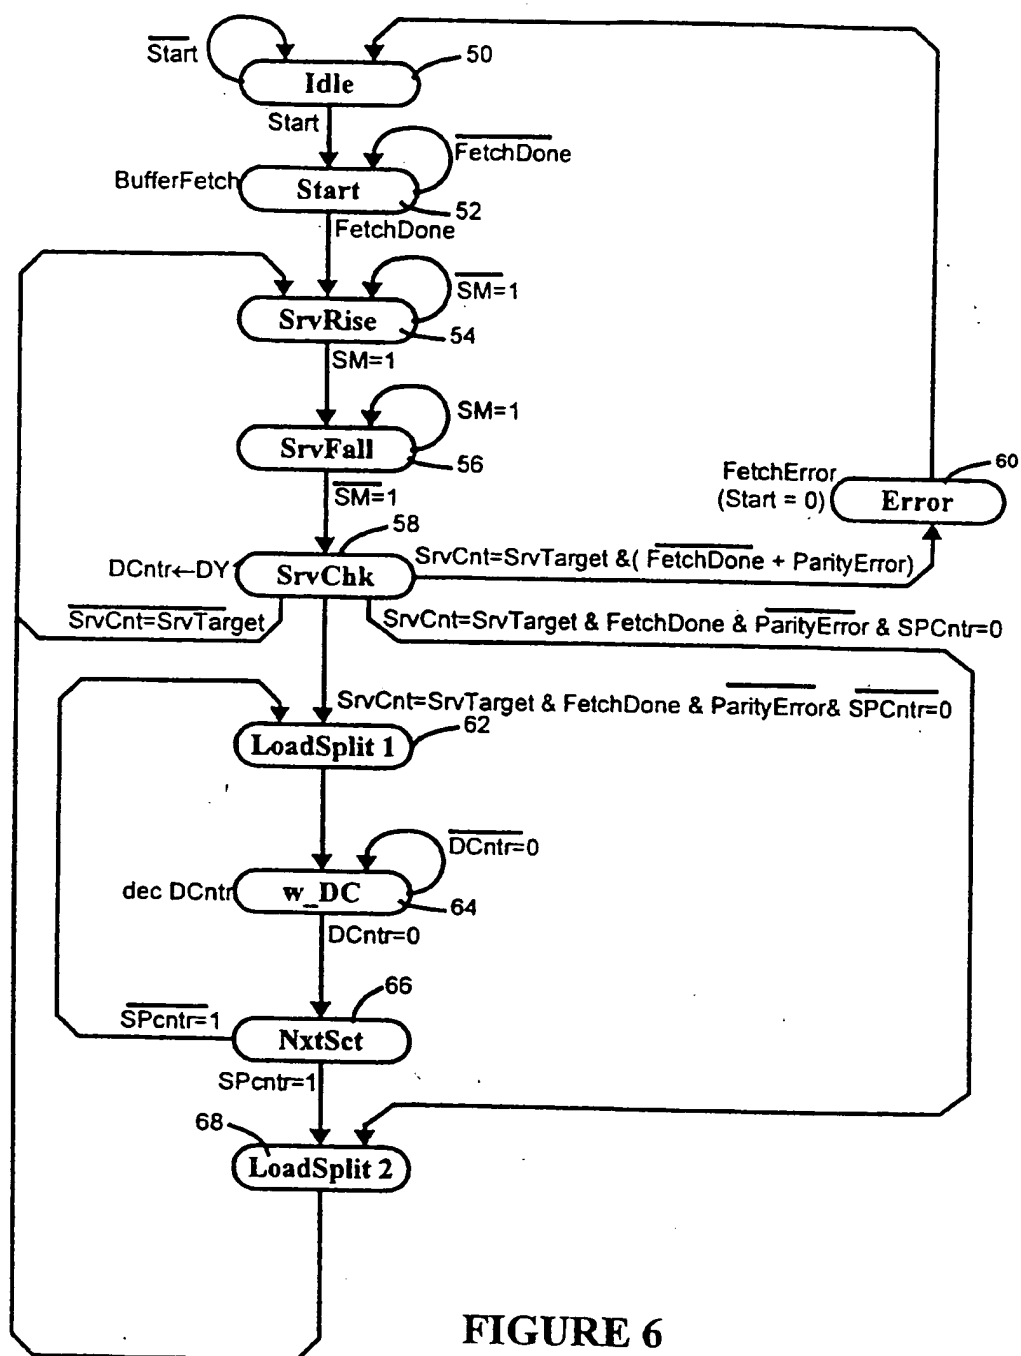 Start
50
Idle
Start
FetchDone
BufferFetch
Start
52
FetchDone
SM=1
SrvRise
54
SM=1
SM=1
SrvFall
56
SM=1
60
FetchError
(Start = 0)
Error
58
DCntr←DY1
SrvChk
SrvCnt=SrvTarget &( FetchDone + ParityError)
SrvCnt=SrvTarget
SrvCnt=SrvTarget & FetchDone & ParityError & SPCntr=0
SrvCnt=SrvTarget & FetchDone & ParityError& SPCntr=0
62
LoadSplit 1
DCntr=0
dec DCntr
w_DC
64
DCntr=0
66
SPcntr=1
NxtSct
SPcntr=1
68
LoadSplit 2
FIGURE 6